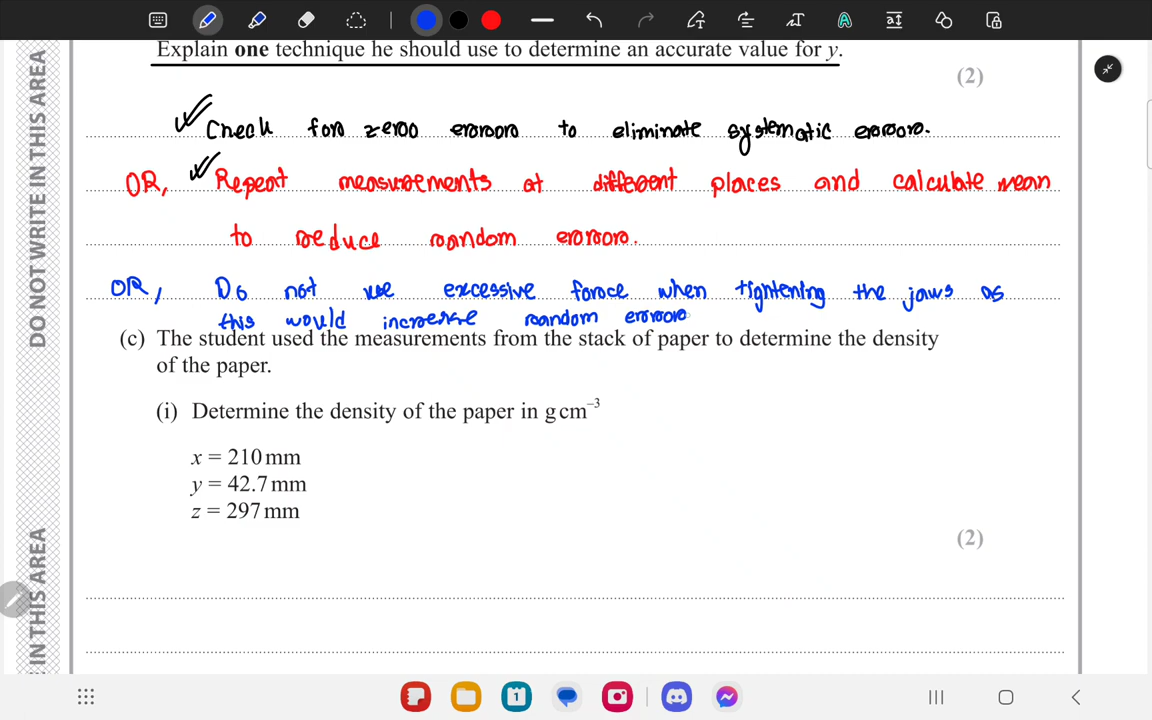 Explain one technique he should use to determine an accurate value for y.
(2)
Check for zero error to eliminate systematic error.
OR, Repeat measurements at different places and calculate mean
to reduce random error.
OR, Do not use excessive force when tightening the jaws as
this would increase random error
(c) The student used the measurements from the stack of paper to determine the density
of the paper.
(i) Determine the density of the paper in g cm⁻³
x = 210 mm
y = 42.7 mm
z = 297 mm
(2)
DO NOT WRITE IN THIS AREA
IN THIS AREA